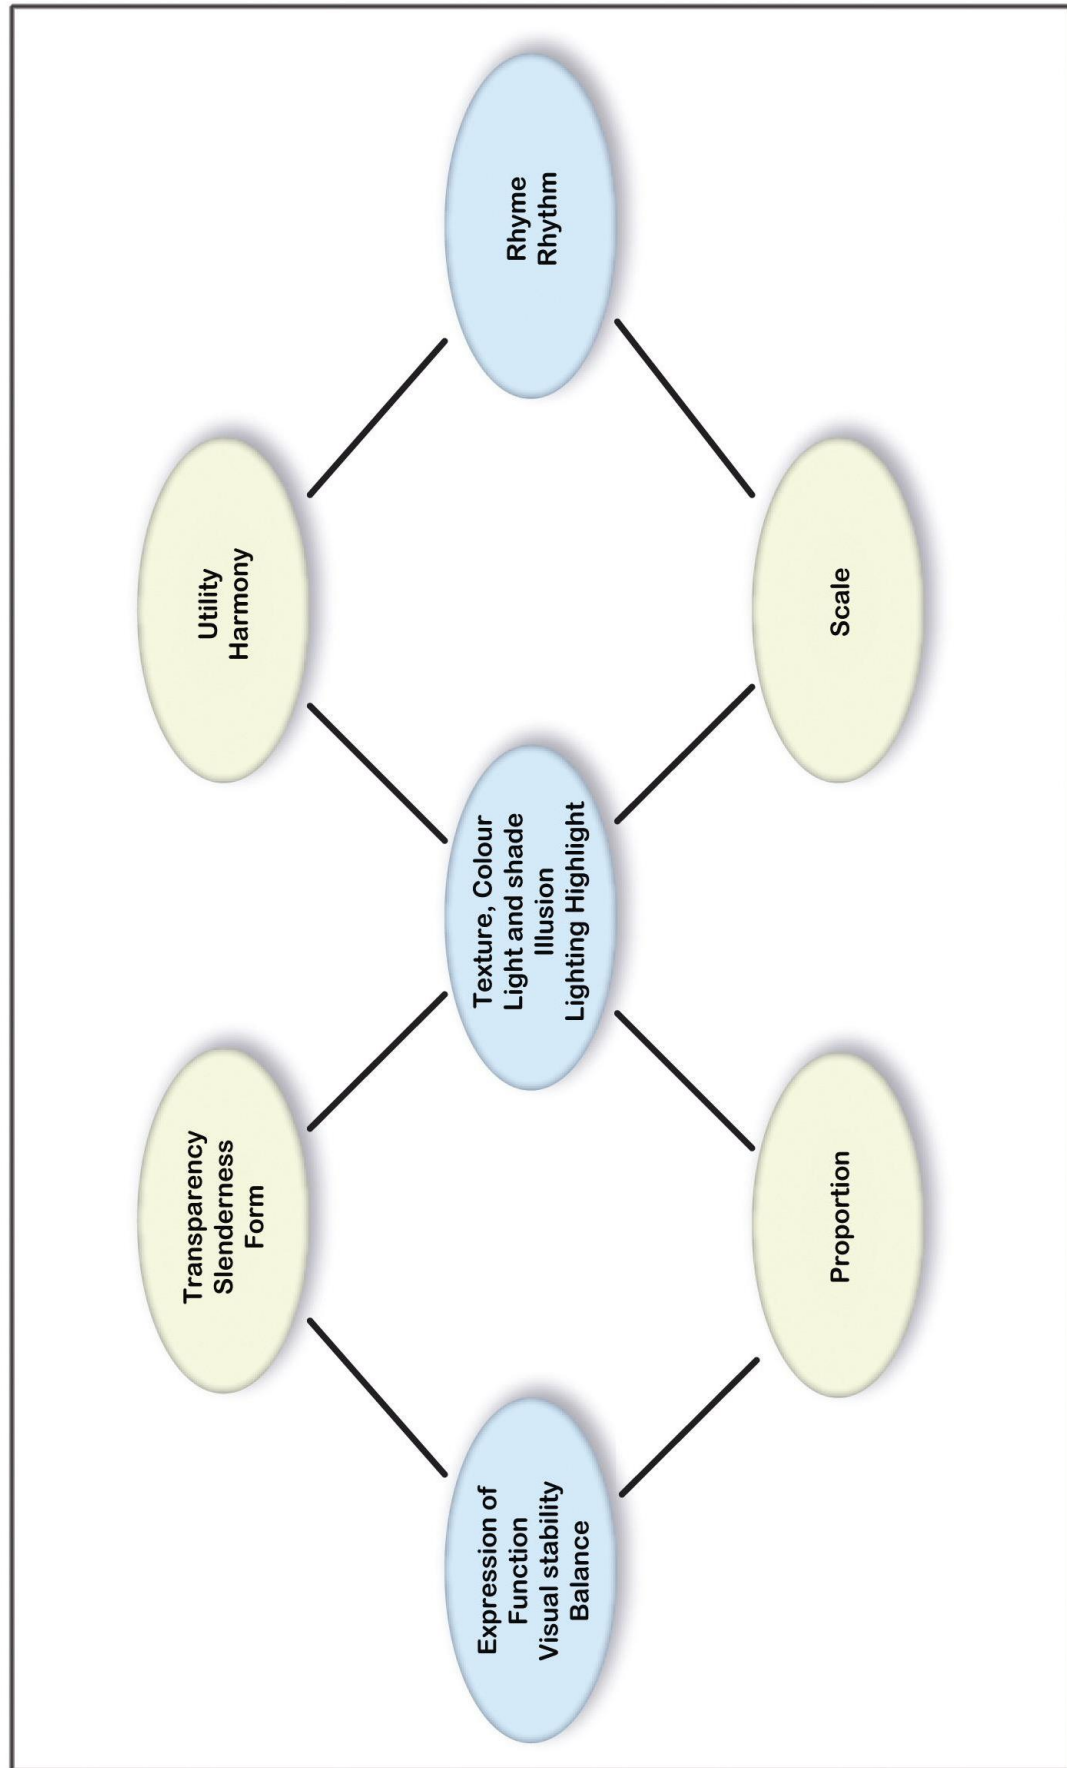 Expression of
Function
Visual stability
Balance
Transparency
Slenderness
Form
Proportion
Texture, Colour
Light and shade
Illusion
Lighting Highlight
Utility
Harmony
Scale
Rhyme
Rhythm